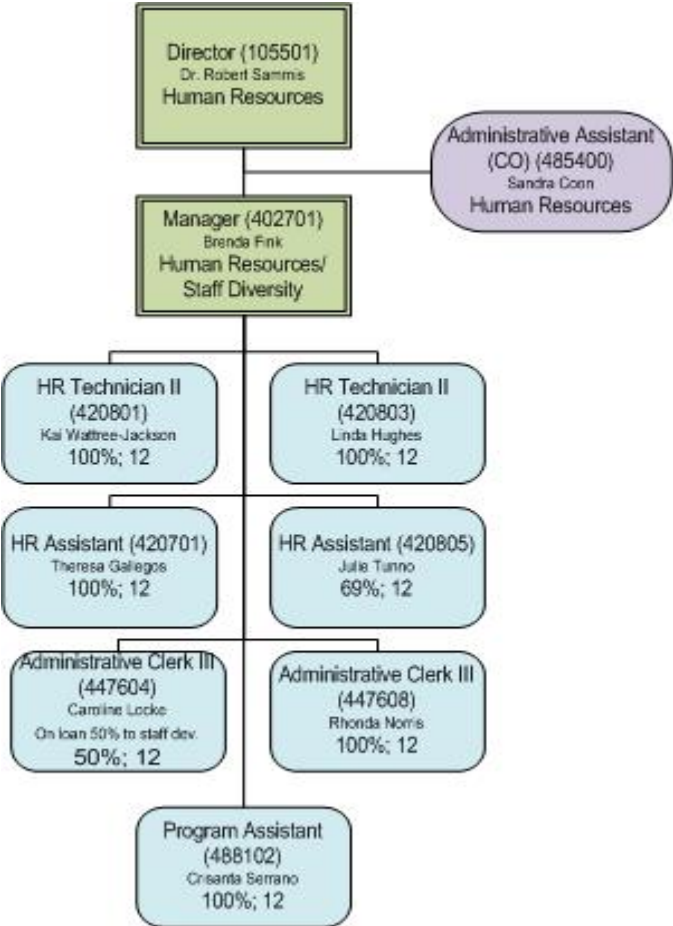 Director (105501)
Dr. Robert Sammis
Human Resources
Administrative Assistant
(CO) (485400)
Sandra Coon
Human Resources
Manager (402701)
Brenda Fink
Human Resources/
Staff Diversity
HR Technician II
(420801)
Kai Wattree-Jackson
100%; 12
HR Technician II
(420803)
Linda Hughes
100%; 12
HR Assistant (420701)
Theresa Gallegos
100%; 12
HR Assistant (420805)
Julie Tunno
69%; 12
Administrative Clerk III
(447604)
Caroline Locke
On loan 50% to staff dev.
50%; 12
Administrative Clerk III
(447608)
Rhonda Norris
100%; 12
Program Assistant
(488102)
Crisanta Serrano
100%; 12